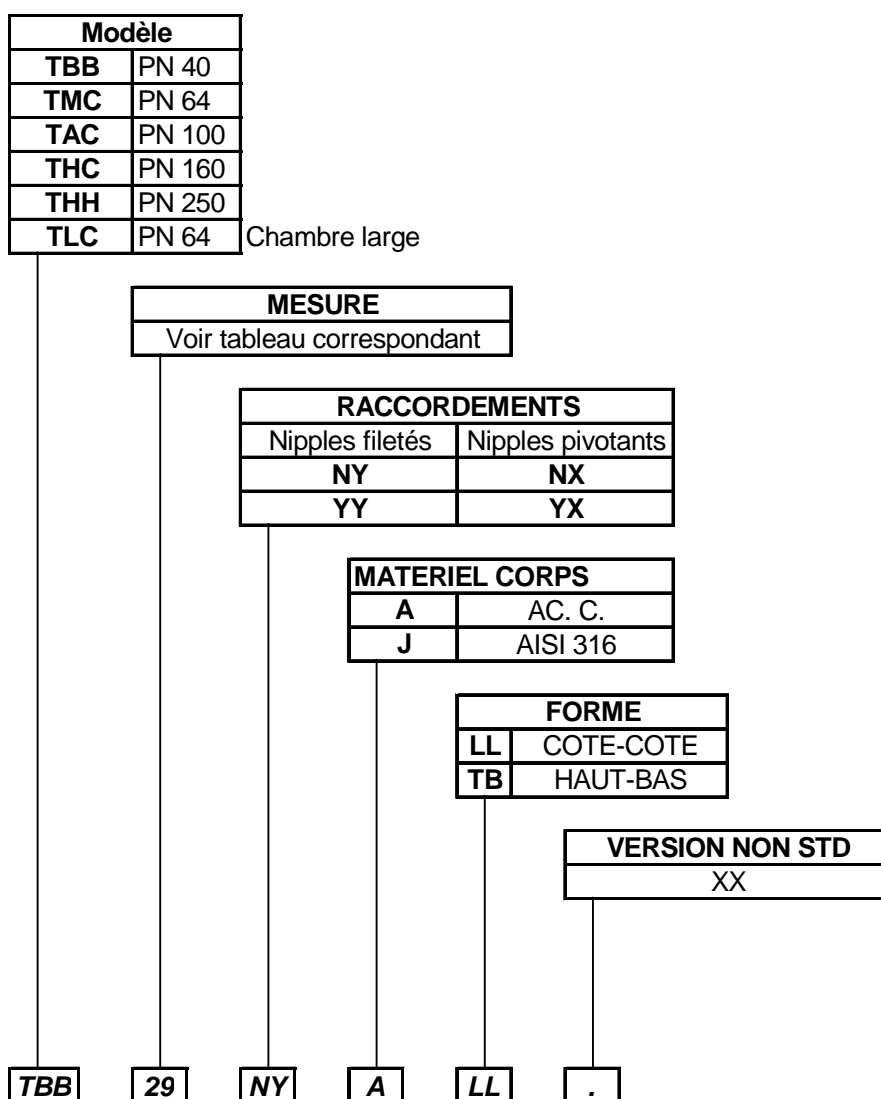 Modèle
TBB PN 40
TMC PN 64
TAC PN 100
THC PN 160
THH PN 250
TLC PN 64 Chambre large
MESURE
Voir tableau correspondant
RACCORDEMENTS
Nipples filetés Nipples pivotants
NY NX
YY YX
MATERIEL CORPS
A AC. C.
J AISI 316
FORME
LL COTE-COTE
TB HAUT-BAS
VERSION NON STD
XX
TBB 29 NY A LL .